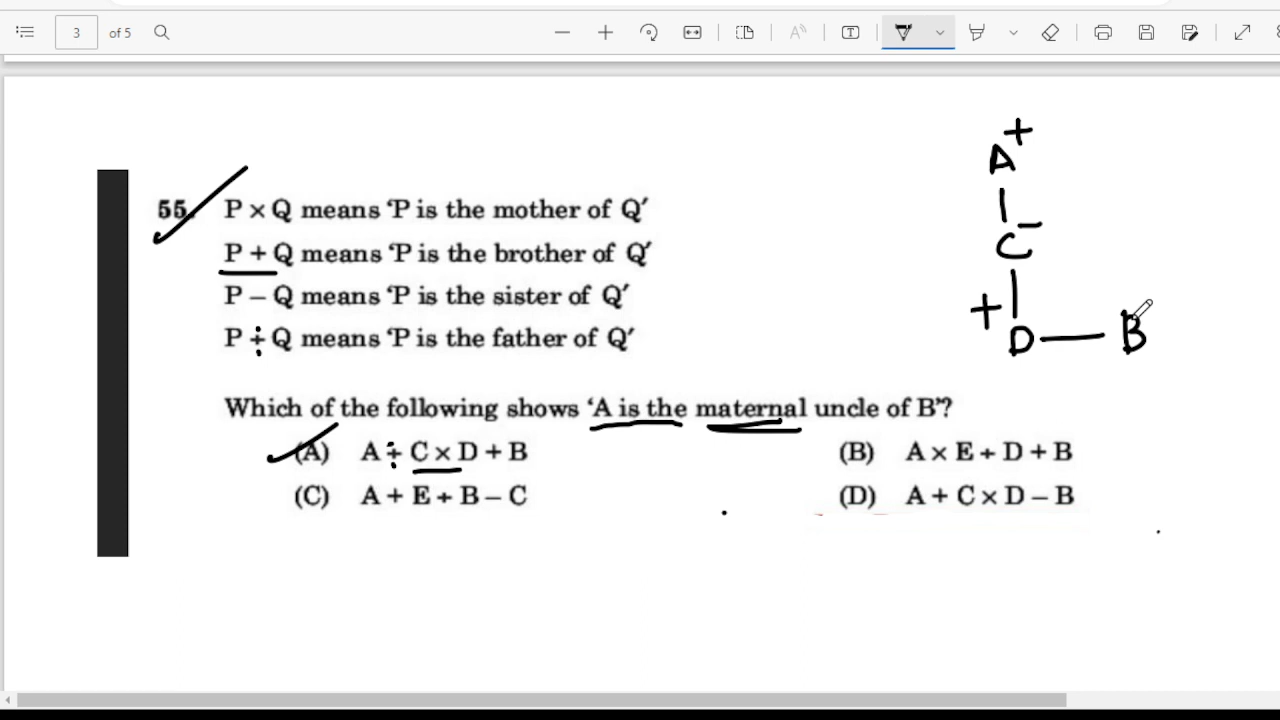 3 of 5
A+
C-
+
D — B
55. P × Q means 'P is the mother of Q'
P + Q means 'P is the brother of Q'
P – Q means 'P is the sister of Q'
P ÷ Q means 'P is the father of Q'
Which of the following shows 'A is the maternal uncle of B'?
(A) A ÷ C × D + B
(B) A × E ÷ D + B
(C) A + E ÷ B – C
(D) A + C × D – B